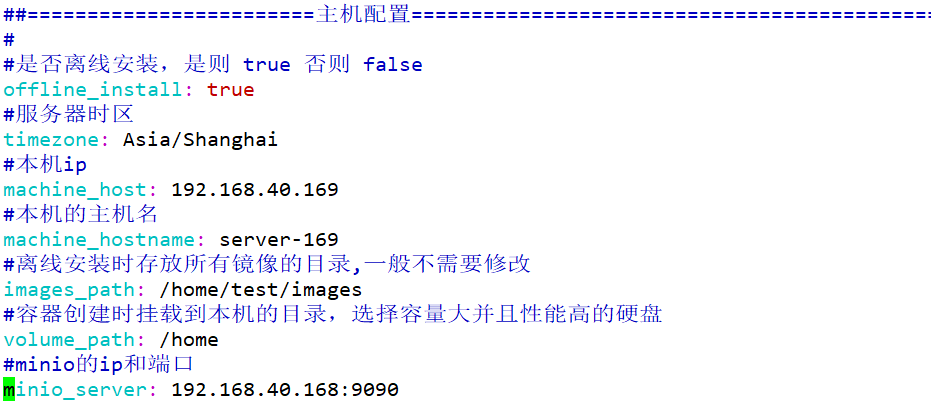 ##========================主机配置============================================
#
#是否离线安装，是则 true 否则 false
offline_install: true
#服务器时区
timezone: Asia/Shanghai
#本机ip
machine_host: 192.168.40.169
#本机的主机名
machine_hostname: server-169
#离线安装时存放所有镜像的目录,一般不需要修改
images_path: /home/test/images
#容器创建时挂载到本机的目录，选择容量大并且性能高的硬盘
volume_path: /home
#minio的ip和端口
minio_server: 192.168.40.168:9090